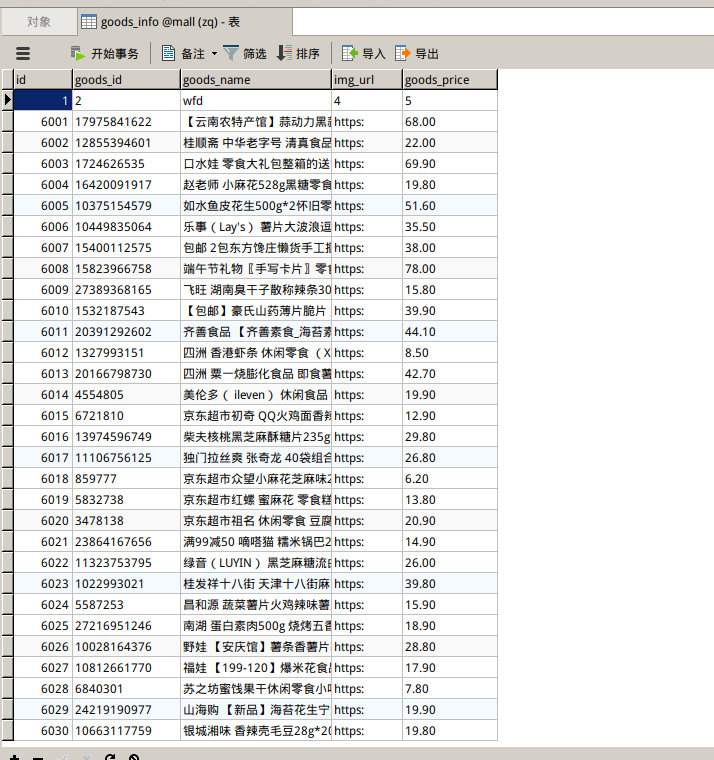 对象 goods_info @mall (zq) - 表
开始事务 备注 筛选 排序 导入 导出
id goods_id goods_name img_url goods_price
1 2 wfd 4 5
6001 17975841622 【云南农特产馆】蒜动力黑蒜 https: 68.00
6002 12855394601 桂顺斋 中华老字号 清真食品 https: 22.00
6003 1724626535 口水娃 零食大礼包整箱的送 https: 69.90
6004 16420091917 赵老师 小麻花528g黑糖零食 https: 19.80
6005 10375154579 如水鱼皮花生500g*2怀旧零 https: 51.60
6006 10449835064 乐事（Lay's） 薯片大波浪逗 https: 35.50
6007 15400112575 包邮 2包东方馋庄懒货手工 https: 38.00
6008 15823966758 端午节礼物〖手写卡片〗零食 https: 78.00
6009 27389368165 飞旺 湖南臭干子散称辣条30 https: 15.80
6010 1532187543 【包邮】豪氏山药薄片脆片 https: 39.90
6011 20391292602 齐善食品 【齐善素食_海苔素 https: 44.10
6012 1327993151 四洲 香港虾条 休闲零食 （X https: 8.50
6013 20166798730 四洲 粟一烧膨化食品 即食薯 https: 42.70
6014 4554805 美伦多（ ileven ） 休闲食品 https: 19.90
6015 6721810 京东超市初奇 QQ火鸡面香辣 https: 12.90
6016 13974596749 柴夫核桃黑芝麻酥糖片235g https: 29.80
6017 11106756125 独门拉丝爽 张奇龙 40袋组合 https: 26.80
6018 859777 京东超市众望小麻花芝麻味2 https: 6.20
6019 5832738 京东超市红螺 蜜麻花 零食糕 https: 13.80
6020 3478138 京东超市祖名 休闲零食 豆腐 https: 20.90
6021 23864167656 满99减50 嘀嗒猫 糯米锅巴2 https: 14.90
6022 11323753795 绿音（LUYIN） 黑芝麻糖流 https: 26.00
6023 1022993021 桂发祥十八街 天津十八街麻 https: 39.80
6024 5587253 昌和源 蔬菜薯片火鸡辣味薯 https: 15.90
6025 27216951246 南湖 蛋白素肉500g 烧烤五香 https: 18.90
6026 10028164376 野娃 【安庆馆】薯条香薯片 https: 28.80
6027 10812661770 福娃 【199-120】爆米花食品 https: 17.90
6028 6840301 苏之坊蜜饯果干休闲零食小吃 https: 7.80
6029 24219190977 山海购 【新品】海苔花生宁 https: 19.90
6030 10663117759 银城湘味 香辣壳毛豆28g*20 https: 19.80